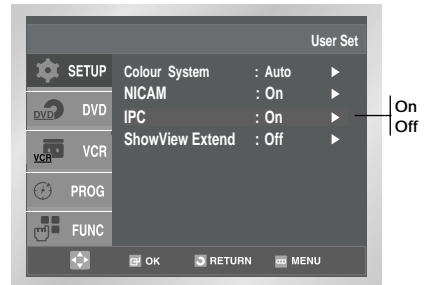 User Set
SETUP
DVD
DVD
VCR
VCR
PROG
FUNC
Colour System : Auto ►
NICAM : On ►
IPC : On ►
ShowView Extend : Off ►
On
Off
OK RETURN MENU